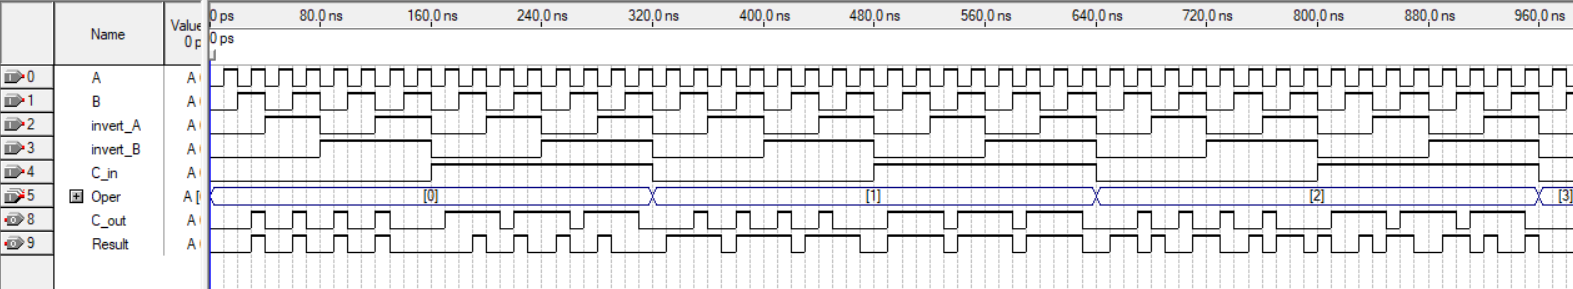 Name
Value
0 p
0 ps 80.0 ns 160.0 ns 240.0 ns 320.0 ns 400.0 ns 480.0 ns 560.0 ns 640.0 ns 720.0 ns 800.0 ns 880.0 ns 960.0 ns
0 ps
0 A A
1 B A
2 invert_A A
3 invert_B A
4 C_in A
5 Oper A [ [0] [1] [2] [3]
8 C_out A
9 Result A